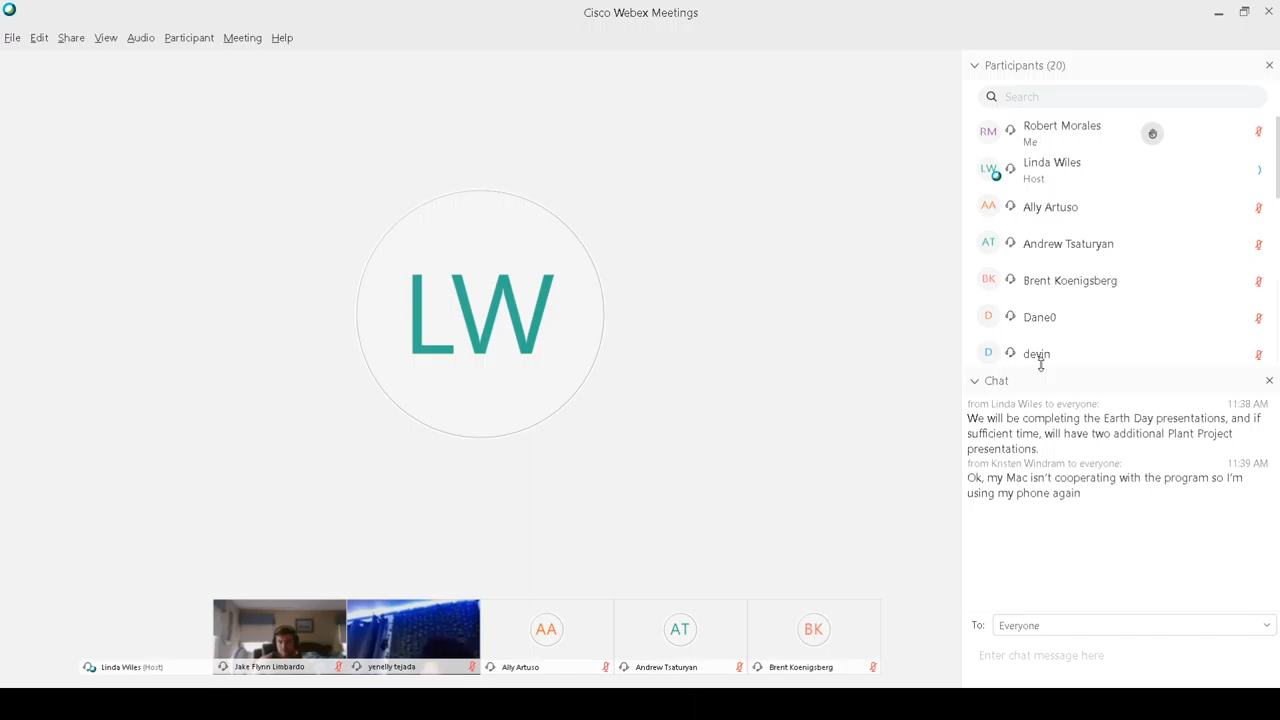 Cisco Webex Meetings
File Edit Share View Audio Participant Meeting Help
Participants (20)
Search
RM Robert Morales
Me
LW Linda Wiles
Host
AA Ally Artuso
AT Andrew Tsaturyan
BK Brent Koenigsberg
D Dane0
D devin
LW
Chat
from Linda Wiles to everyone: 11:38 AM
We will be completing the Earth Day presentations, and if
sufficient time, will have two additional Plant Project
presentations.
from Kristen Windram to everyone: 11:39 AM
Ok, my Mac isn't cooperating with the program so I'm
using my phone again
To: Everyone
Enter chat message here
AA AT BK
Linda Wiles (Host) Jake Flynn Limbardo yenelly tejada Ally Artuso Andrew Tsaturyan Brent Koenigsberg